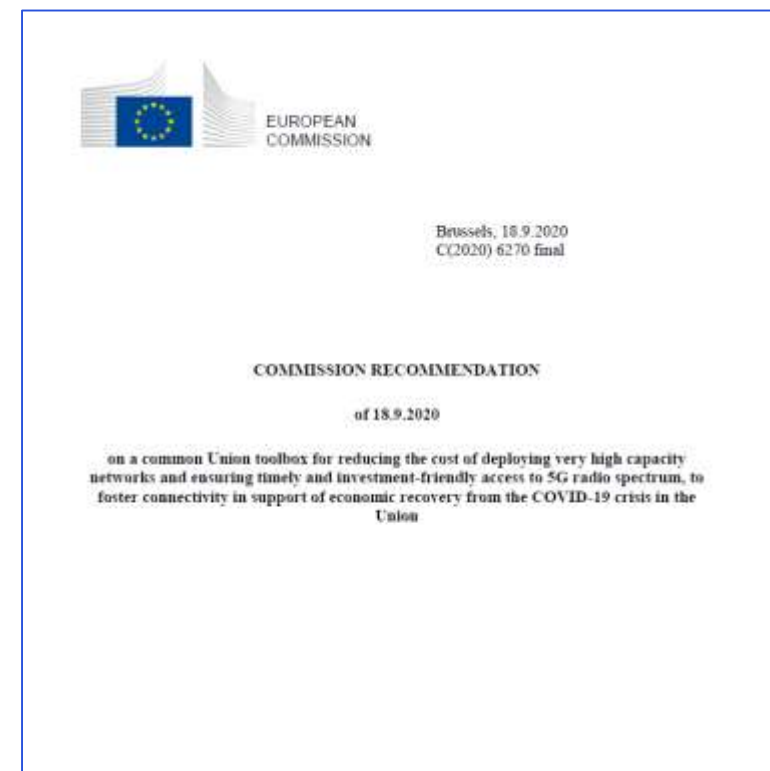 EUROPEAN
COMMISSION
Brussels, 18.9.2020
C(2020) 6270 final
COMMISSION RECOMMENDATION
of 18.9.2020
on a common Union toolbox for reducing the cost of deploying very high capacity
networks and ensuring timely and investment-friendly access to 5G radio spectrum, to
foster connectivity in support of economic recovery from the COVID-19 crisis in the
Union